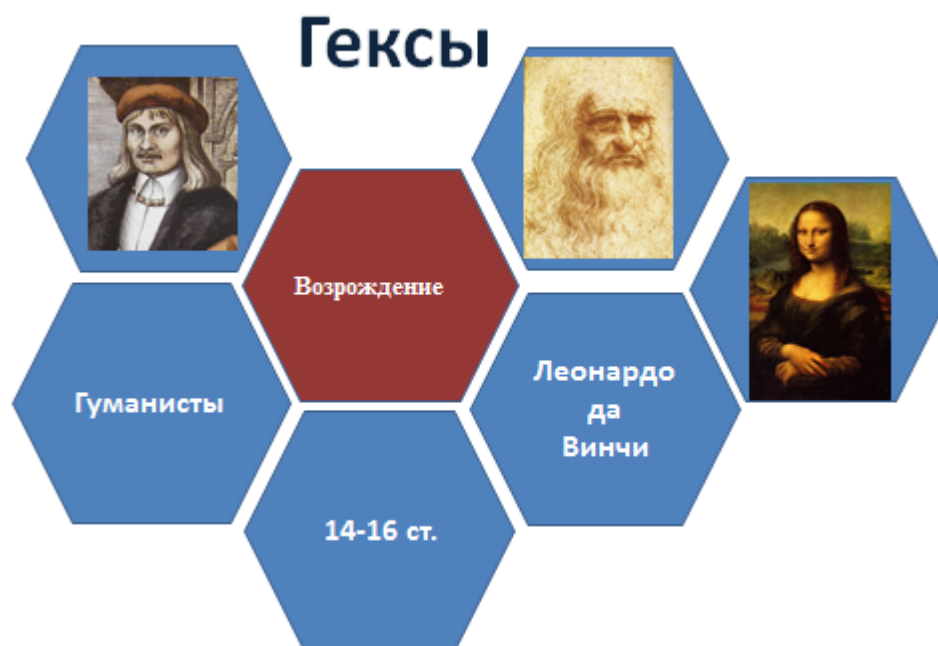 Гексы
Возрождение
Гуманисты
Леонардо
да
Винчи
14-16 ст.